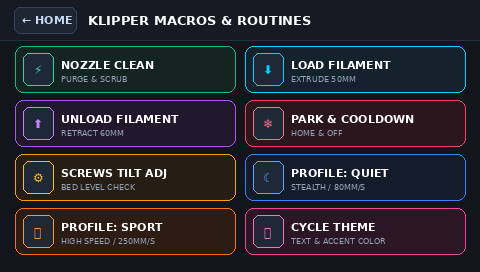 ← HOME
KLIPPER MACROS & ROUTINES
NOZZLE CLEAN
PURGE & SCRUB
LOAD FILAMENT
EXTRUDE 50MM
UNLOAD FILAMENT
RETRACT 60MM
PARK & COOLDOWN
HOME & OFF
SCREWS TILT ADJ
BED LEVEL CHECK
PROFILE: QUIET
STEALTH / 80MM/S
PROFILE: SPORT
HIGH SPEED / 250MM/S
CYCLE THEME
TEXT & ACCENT COLOR